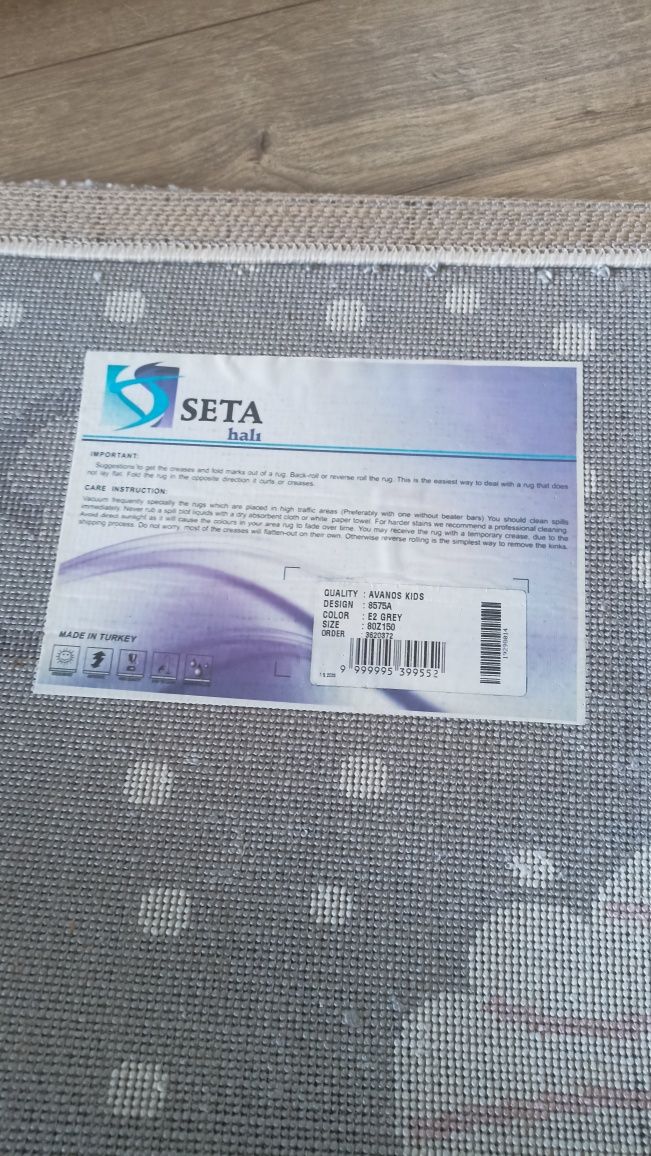 SETA
halı
IMPORTANT:
Suggestions to get the creases and fold marks out of a rug. Back-roll or reverse roll the rug. This is the easiest way to deal with a rug that does
not lay flat. Fold the rug in the opposite direction it curls or creases.
CARE INSTRUCTION:
Vacuum frequently specially the rugs which are placed in high traffic areas (Preferably with one without beater bars) You should clean spills
immediately. Never rub a spill plot liquids with a dry absorbent cloth or white paper towel. For harder stains we recommend a professional cleaning.
Avoid direct sunlight as it will cause the colours in your area rug to fade over time. You may receive the rug with a temporary crease, due to the
shipping process. Do not worry, most of the creases will flatten-out on their own. Otherwise reverse rolling is the simplest way to remove the kinks.
QUALITY : AVANOS KIDS
DESIGN : 8575A
COLOR : E2 GREY
SIZE : 80Z150
ORDER : 3620372
9 999995 399552
19298814
MADE IN TURKEY